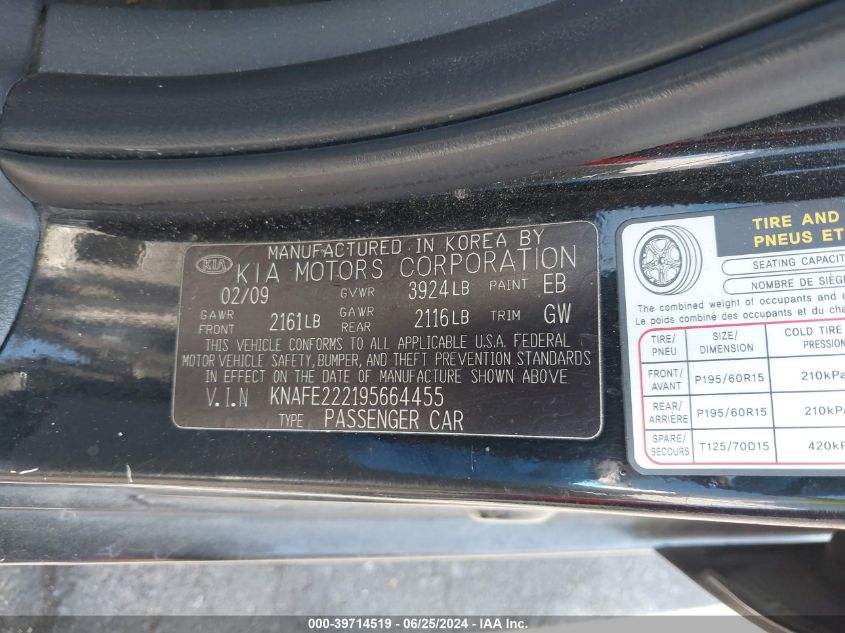 MANUFACTURED IN KOREA BY
KIA KIA MOTORS CORPORATION
02/09 GVWR 3924LB PAINT EB
GAWR FRONT 2161LB GAWR REAR 2116LB TRIM GW
THIS VEHICLE CONFORMS TO ALL APPLICABLE U.S.A. FEDERAL
MOTOR VEHICLE SAFETY, BUMPER, AND THEFT PREVENTION STANDARDS
IN EFFECT ON THE DATE OF MANUFACTURE SHOWN ABOVE
V.I.N KNAFE222195664455
TYPE PASSENGER CAR
TIRE AND
PNEUS ET
SEATING CAPACIT
NOMBRE DE SIÈG
The combined weight of occupants and c
Le poids combiné des occupants et du cha
TIRE/ PNEU SIZE/ DIMENSION COLD TIRE PRESSION
FRONT/ AVANT P195/60R15 210kPa
REAR/ ARRIÈRE P195/60R15 210kPa
SPARE/ SECOURS T125/70D15 420kP
000-39714519 - 06/25/2024 - IAA Inc.